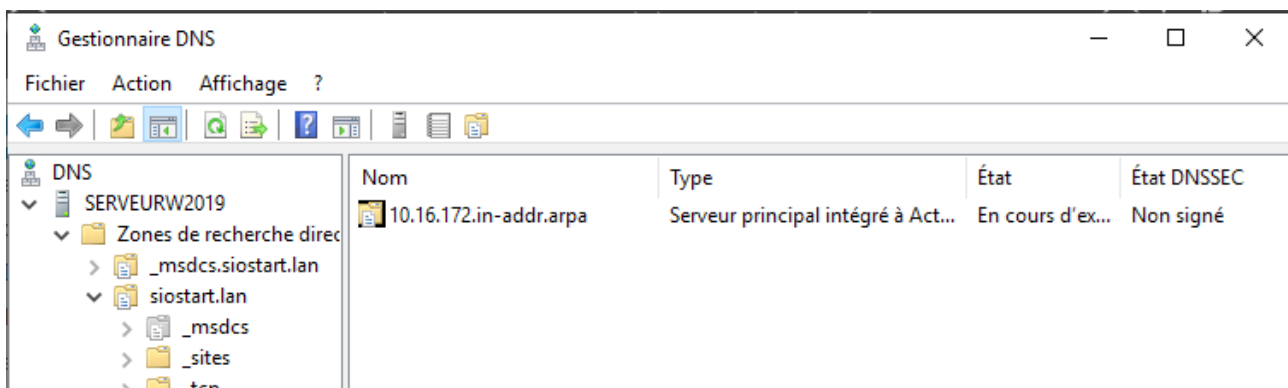 Gestionnaire DNS
Fichier Action Affichage ?
DNS
SERVEURW2019
Zones de recherche direc
_msdcs.siostart.lan
siostart.lan
_msdcs
_sites
_tcp
Nom Type État État DNSSEC
10.16.172.in-addr.arpa Serveur principal intégré à Act... En cours d'ex... Non signé